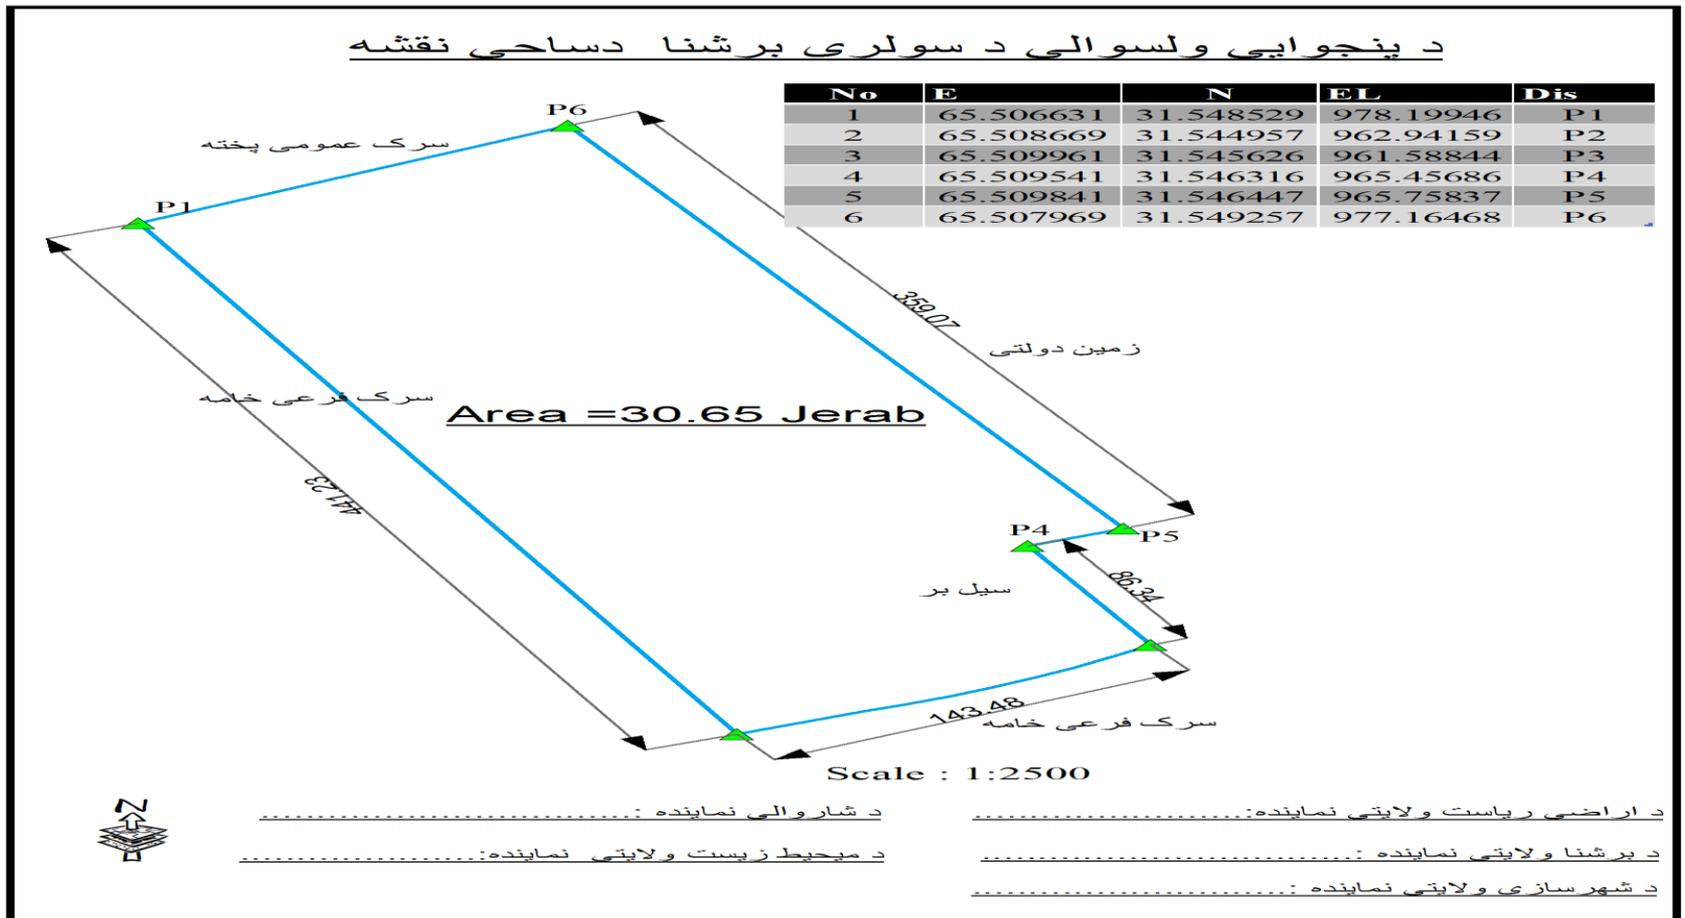 د پنجوايي ولسوالي د سولري برشنا دساحي نقشه
No E N EL Dis
1 65.506631 31.548529 978.19946 P1
2 65.508669 31.544957 962.94159 P2
3 65.509961 31.545626 961.58844 P3
4 65.509541 31.546316 965.45686 P4
5 65.509841 31.546447 965.75837 P5
6 65.507969 31.549257 977.16468 P6
P6
سرک عمومی پخته
P1
359.07
زمین دولتی
سرک فرعی خامه
Area =30.65 Jerab
441.23
P4
P5
86.34
سیل بر
143.48
سرک فرعی خامه
Scale : 1:2500
N
د اراضی ریاست ولایتی نماینده:..........................
د شاروالی نماینده :................................
د برشنا ولایتی نماینده :................................
د میحیط زیست ولایتی نماینده:......................
د شهرسازی ولایتی نماینده :.............................